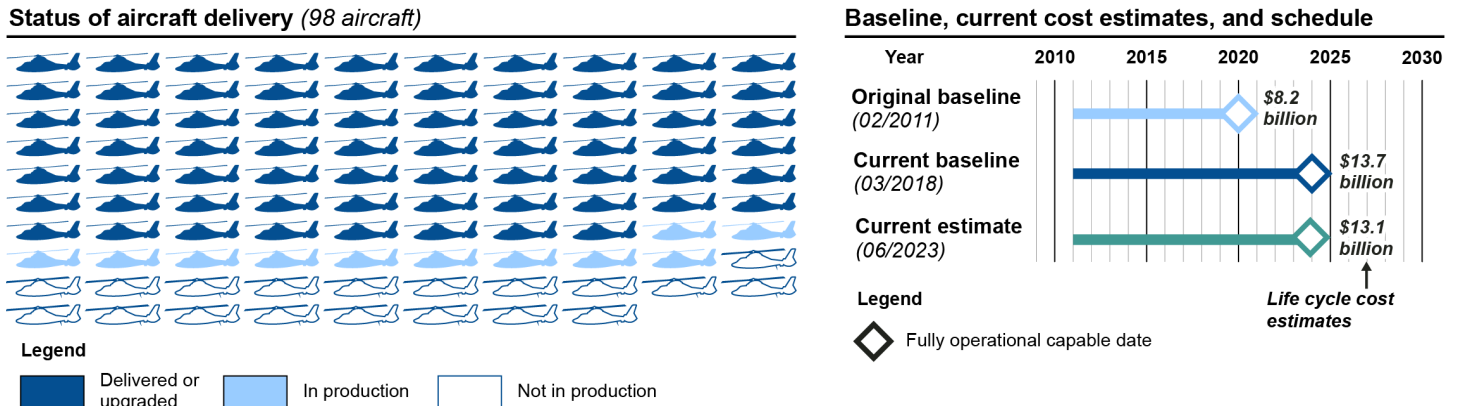 Status of aircraft delivery (98 aircraft)
Legend
Delivered or
upgraded
In production
Not in production
Baseline, current cost estimates, and schedule
Year
2010
2015
2020
2025
2030
Original baseline
(02/2011)
$8.2
billion
Current baseline
(03/2018)
$13.7
billion
Current estimate
(06/2023)
$13.1
billion
Life cycle cost
estimates
Legend
Fully operational capable date